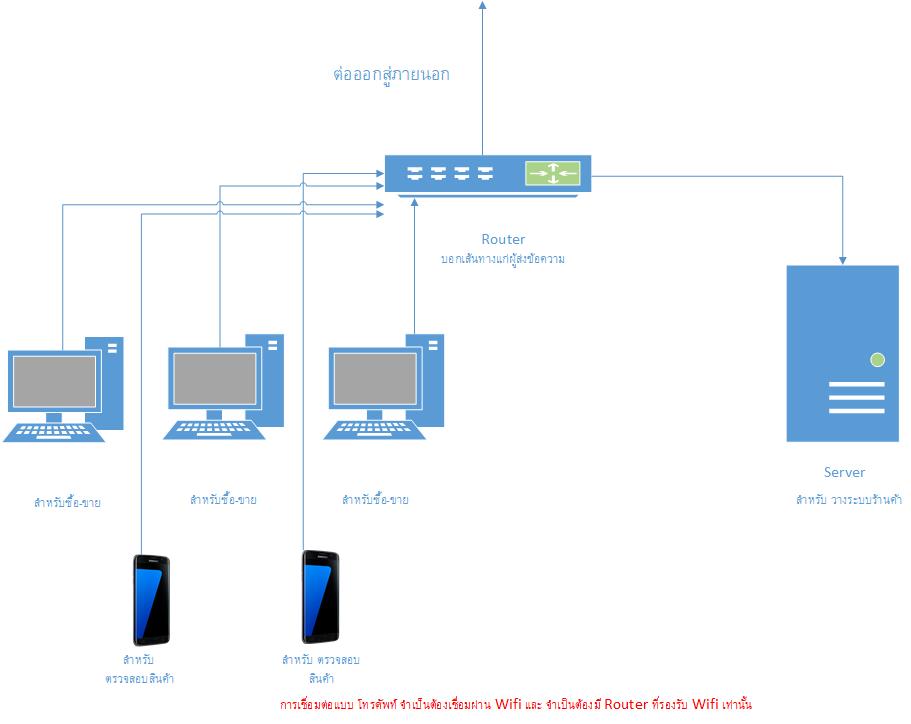 ต่อออกสู่ภายนอก
Router
บอกเส้นทางแก่ผู้ส่งข้อความ
Server
สำหรับ วางระบบร้านค้า
สำหรับซื้อ-ขาย
สำหรับซื้อ-ขาย
สำหรับซื้อ-ขาย
สำหรับ
ตรวจสอบสินค้า
สำหรับ ตรวจสอบ
สินค้า
การเชื่อมต่อแบบ โทรศัพท์ จำเป็นต้องเชื่อมผ่าน Wifi และ จำเป็นต้องมี Router ที่รองรับ Wifi เท่านั้น